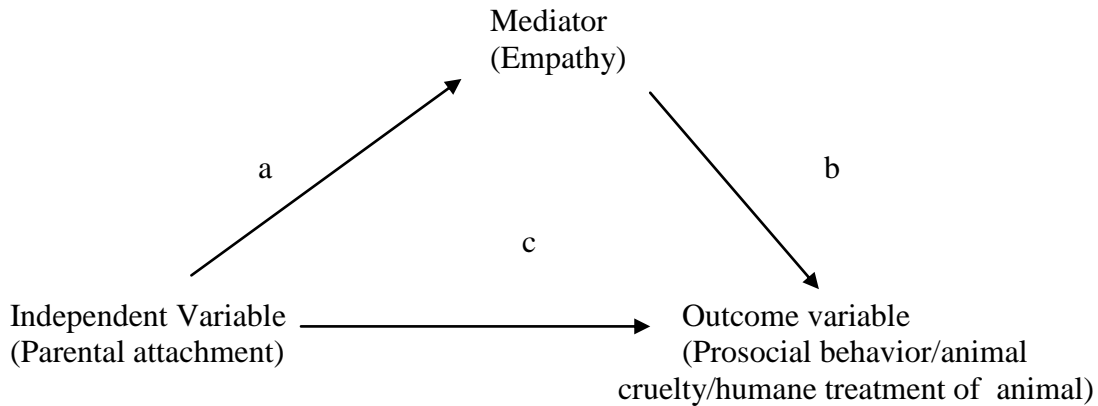 Mediator
(Empathy)
a
b
c
Independent Variable
(Parental attachment)
Outcome variable
(Prosocial behavior/animal
cruelty/humane treatment of animal)